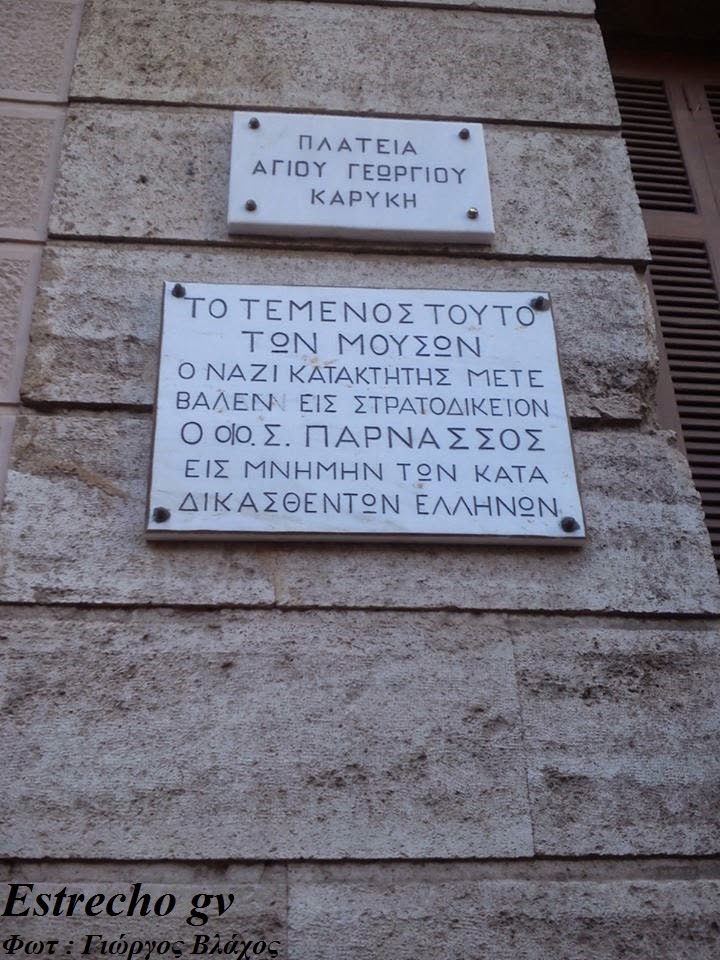 ΠΛΑΤΕΙΑ
ΑΓΙΟΥ ΓΕΩΡΓΙΟΥ
ΚΑΡΥΚΗ
ΤΟ ΤΕΜΕΝΟΣ ΤΟΥΤΟ
ΤΩΝ ΜΟΥΣΩΝ
Ο ΝΑΖΙ ΚΑΤΑΚΤΗΤΗΣ ΜΕΤΕ
ΒΑΛΕΝ ΕΙΣ ΣΤΡΑΤΟΔΙΚΕΙΟΝ
Ο ΦΙΛΟ. Σ. ΠΑΡΝΑΣΣΟΣ
ΕΙΣ ΜΝΗΜΗΝ ΤΩΝ ΚΑΤΑ
ΔΙΚΑΣΘΕΝΤΩΝ ΕΛΛΗΝΩΝ
Estrecho gv
Φωτ : Γιώργος Βλάχος